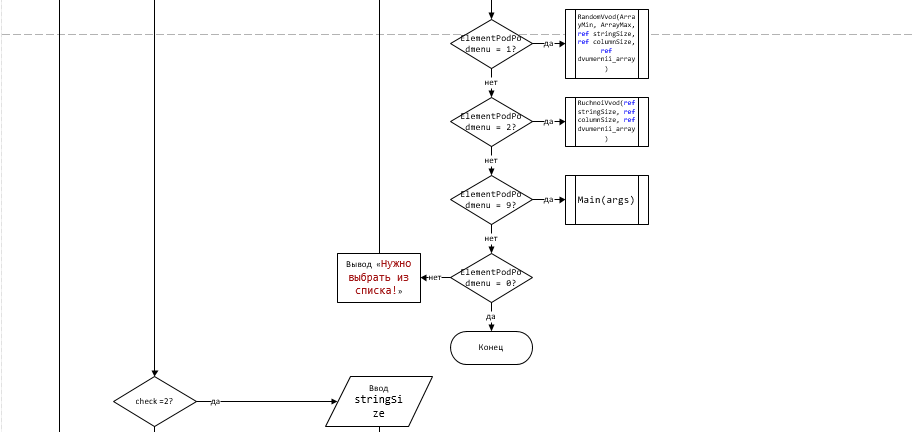 ElementPodPo
dmenu = 1?
да
RandomVvod(Arra
yMin, ArrayMax,
ref stringSize,
ref columnSize,
ref
dvumernii_array
)
нет
ElementPodPo
dmenu = 2?
да
RuchnoiVvod(ref
stringSize, ref
columnSize, ref
dvumernii_array
)
нет
ElementPodPo
dmenu = 9?
да
Main(args)
нет
Вывод «Нужно
выбрать из
списка!»
нет
ElementPodPo
dmenu = 0?
да
Конец
check =2?
да
Ввод
stringSi
ze